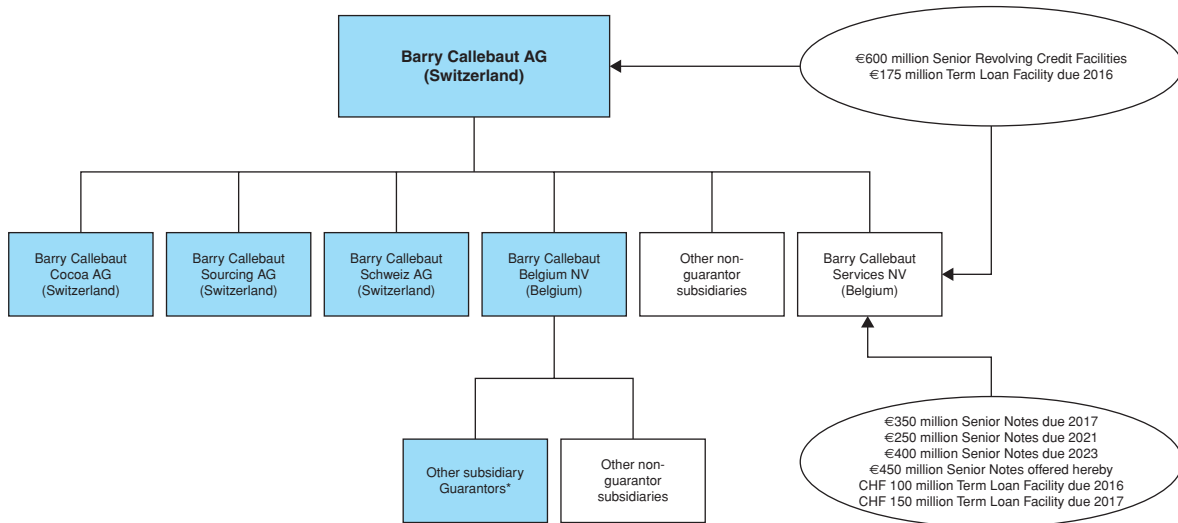 Barry Callebaut AG
(Switzerland)
€600 million Senior Revolving Credit Facilities
€175 million Term Loan Facility due 2016
Barry Callebaut
Cocoa AG
(Switzerland)
Barry Callebaut
Sourcing AG
(Switzerland)
Barry Callebaut
Schweiz AG
(Switzerland)
Barry Callebaut
Belgium NV
(Belgium)
Other non-
guarantor
subsidiaries
Barry Callebaut
Services NV
(Belgium)
Other subsidiary
Guarantors*
Other non-
guarantor
subsidiaries
€350 million Senior Notes due 2017
€250 million Senior Notes due 2021
€400 million Senior Notes due 2023
€450 million Senior Notes offered hereby
CHF 100 million Term Loan Facility due 2016
CHF 150 million Term Loan Facility due 2017